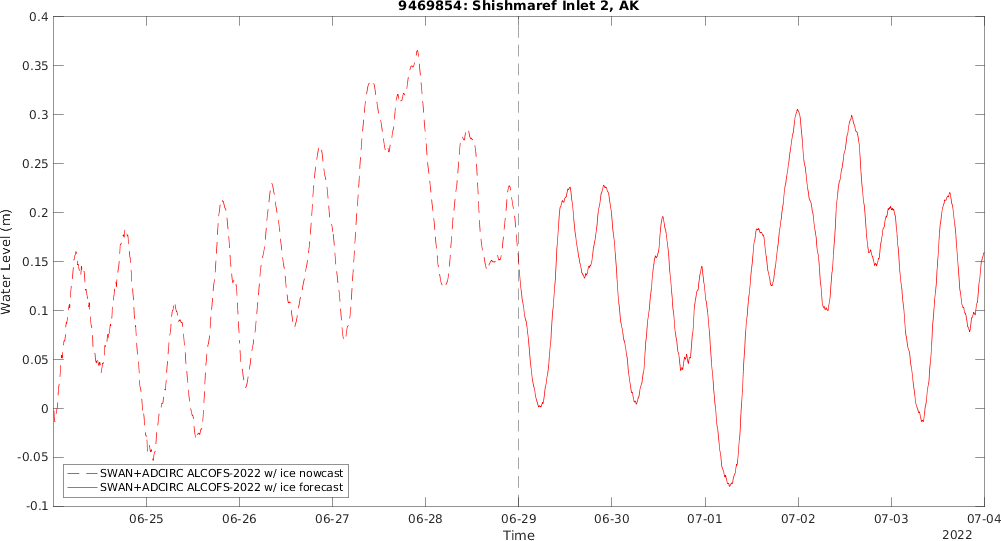 9469854: Shishmaref Inlet 2, AK
0.4
0.35
0.3
0.25
0.2
0.15
0.1
0.05
0
-0.05
-0.1
Water Level (m)
SWAN+ADCIRC ALCOFS-2022 w/ ice nowcast
SWAN+ADCIRC ALCOFS-2022 w/ ice forecast
06-25 06-26 06-27 06-28 06-29 06-30 07-01 07-02 07-03 07-04
Time
2022